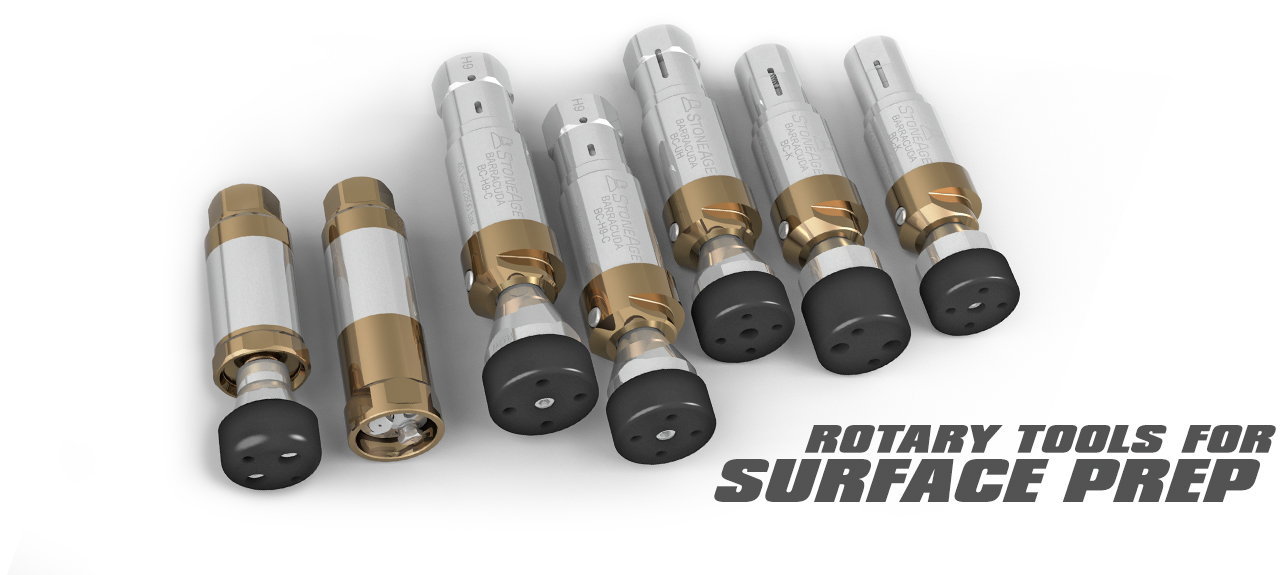 H9
STONEAGE
BARRACUDA
BC-H9-C
H9
STONEAGE
BARRACUDA
BC-H9-C
STONEAGE
BARRACUDA
BC-JH
STONEAGE
BARRACUDA
BC-K
STONEAGE
BARRACUDA
BC-K
ROTARY TOOLS FOR
SURFACE PREP